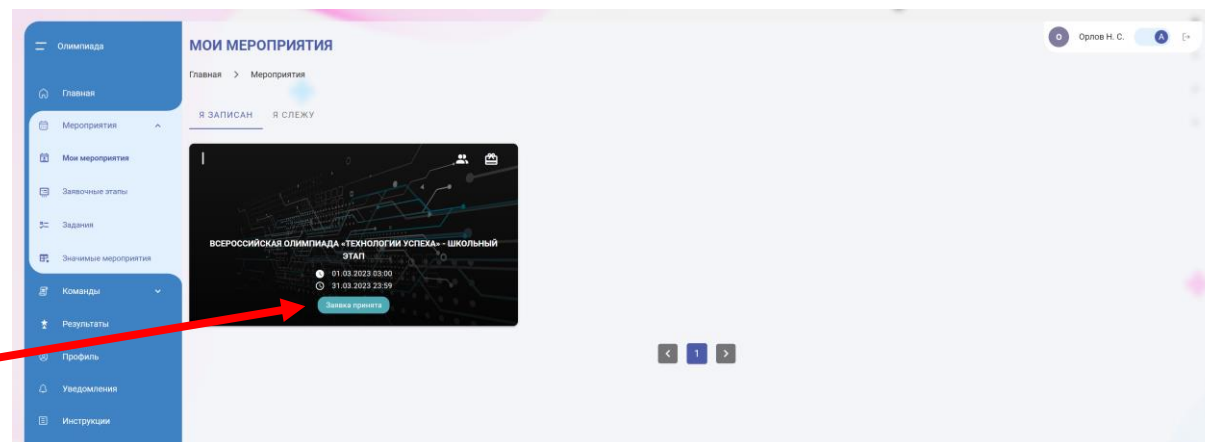 Олимпиада
Главная
Мероприятия
Мои мероприятия
Заявочные этапы
Задания
Значимые мероприятия
Команды
Результаты
Профиль
Уведомления
Инструкции
МОИ МЕРОПРИЯТИЯ
Главная > Мероприятия
Я ЗАПИСАН Я СЛЕЖУ
ВСЕРОССИЙСКАЯ ОЛИМПИАДА «ТЕХНОЛОГИИ УСПЕХА» - ШКОЛЬНЫЙ
ЭТАП
01.03.2023 03:00
31.03.2023 23:59
Заявка принята
< 1 >
О Орлов Н. С. A